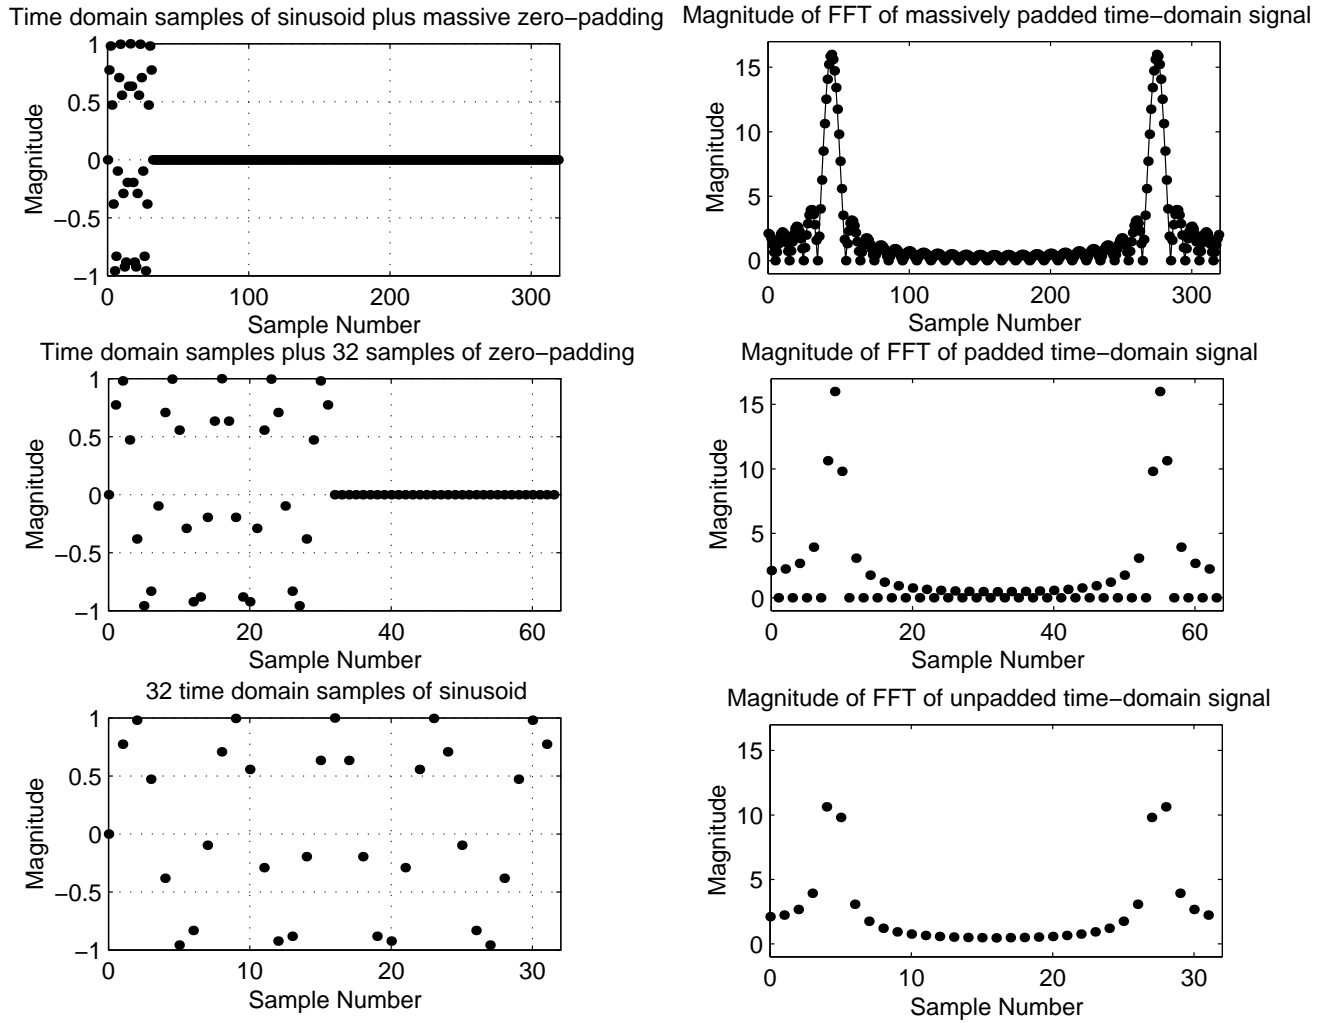 Time domain samples of sinusoid plus massive zero−padding
1
0.5
0
−0.5
−1
Magnitude
0 100 200 300
Sample Number
Magnitude of FFT of massively padded time−domain signal
15
10
5
0
Magnitude
0 100 200 300
Sample Number
Time domain samples plus 32 samples of zero−padding
1
0.5
0
−0.5
−1
Magnitude
0 20 40 60
Sample Number
Magnitude of FFT of padded time−domain signal
15
10
5
0
Magnitude
0 20 40 60
Sample Number
32 time domain samples of sinusoid
1
0.5
0
−0.5
−1
Magnitude
0 10 20 30
Sample Number
Magnitude of FFT of unpadded time−domain signal
15
10
5
0
Magnitude
0 10 20 30
Sample Number